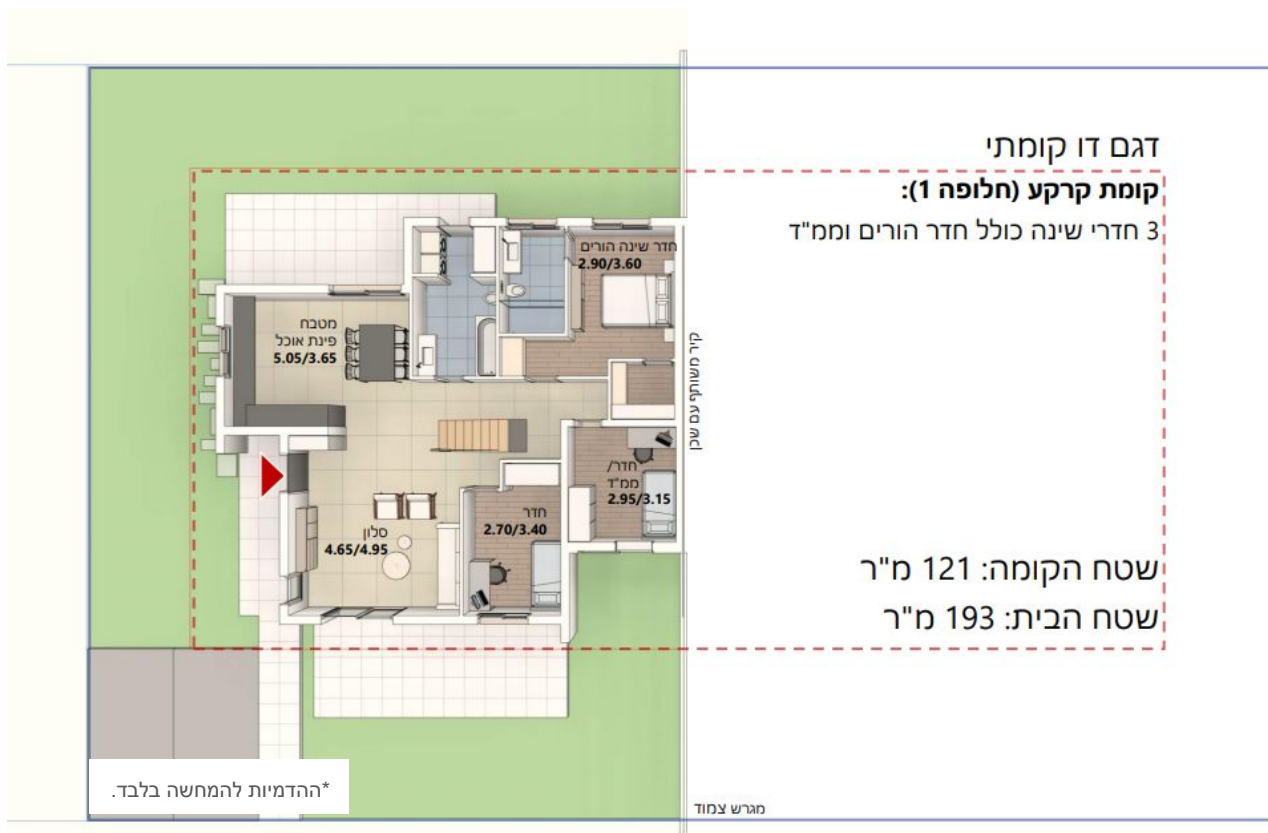 דגם דו קומתי
קומת קרקע (חלופה 1):
3 חדרי שינה כולל חדר הורים וממ"ד
חדר שינה הורים
2.90/3.60
מטבח
פינת אוכל
5.05/3.65
קיר משותף עם שכן
חדר/
ממ"ד
2.95/3.15
חדר
2.70/3.40
סלון
4.65/4.95
שטח הקומה: 121 מ"ר
שטח הבית: 193 מ"ר
*ההדמיות להמחשה בלבד.
מגרש צמוד